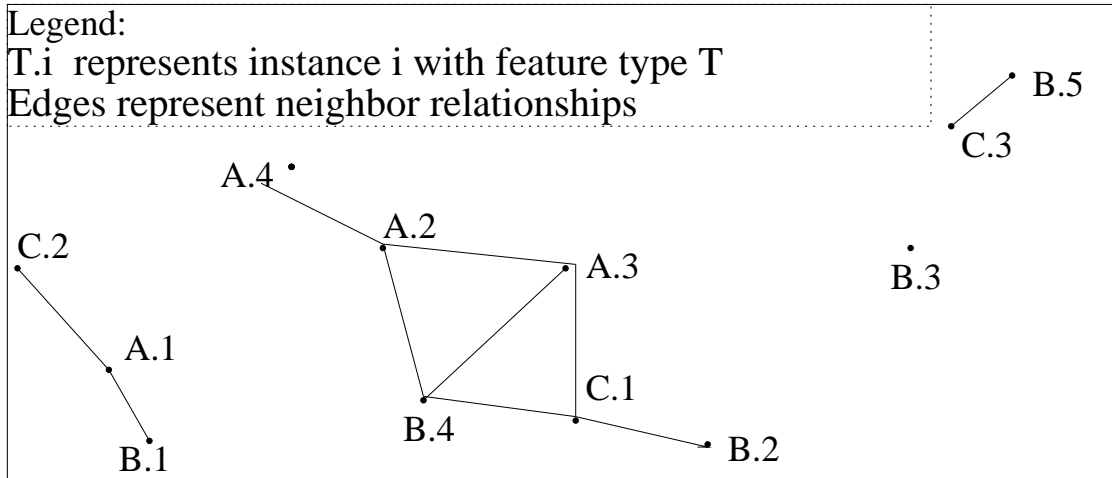 Legend:
T.i represents instance i with feature type T
Edges represent neighbor relationships
B.5
C.3
A.4
A.2
C.2
A.3
B.3
A.1
C.1
B.4
B.2
B.1